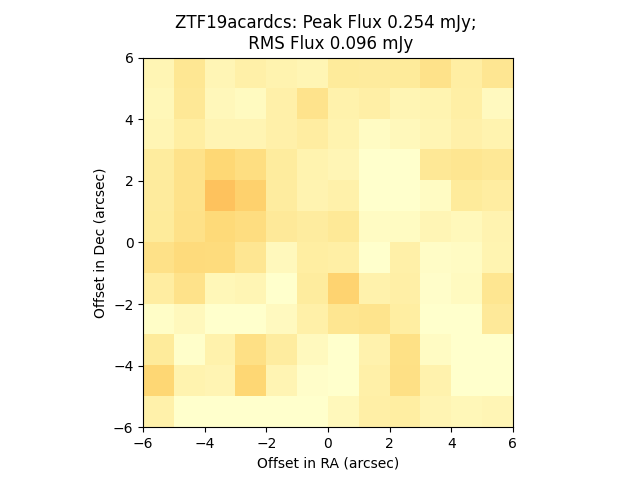 ZTF19acardcs: Peak Flux 0.254 mJy;
RMS Flux 0.096 mJy
6
4
2
0
−2
−4
−6
Offset in Dec (arcsec)
−6 −4 −2 0 2 4 6
Offset in RA (arcsec)